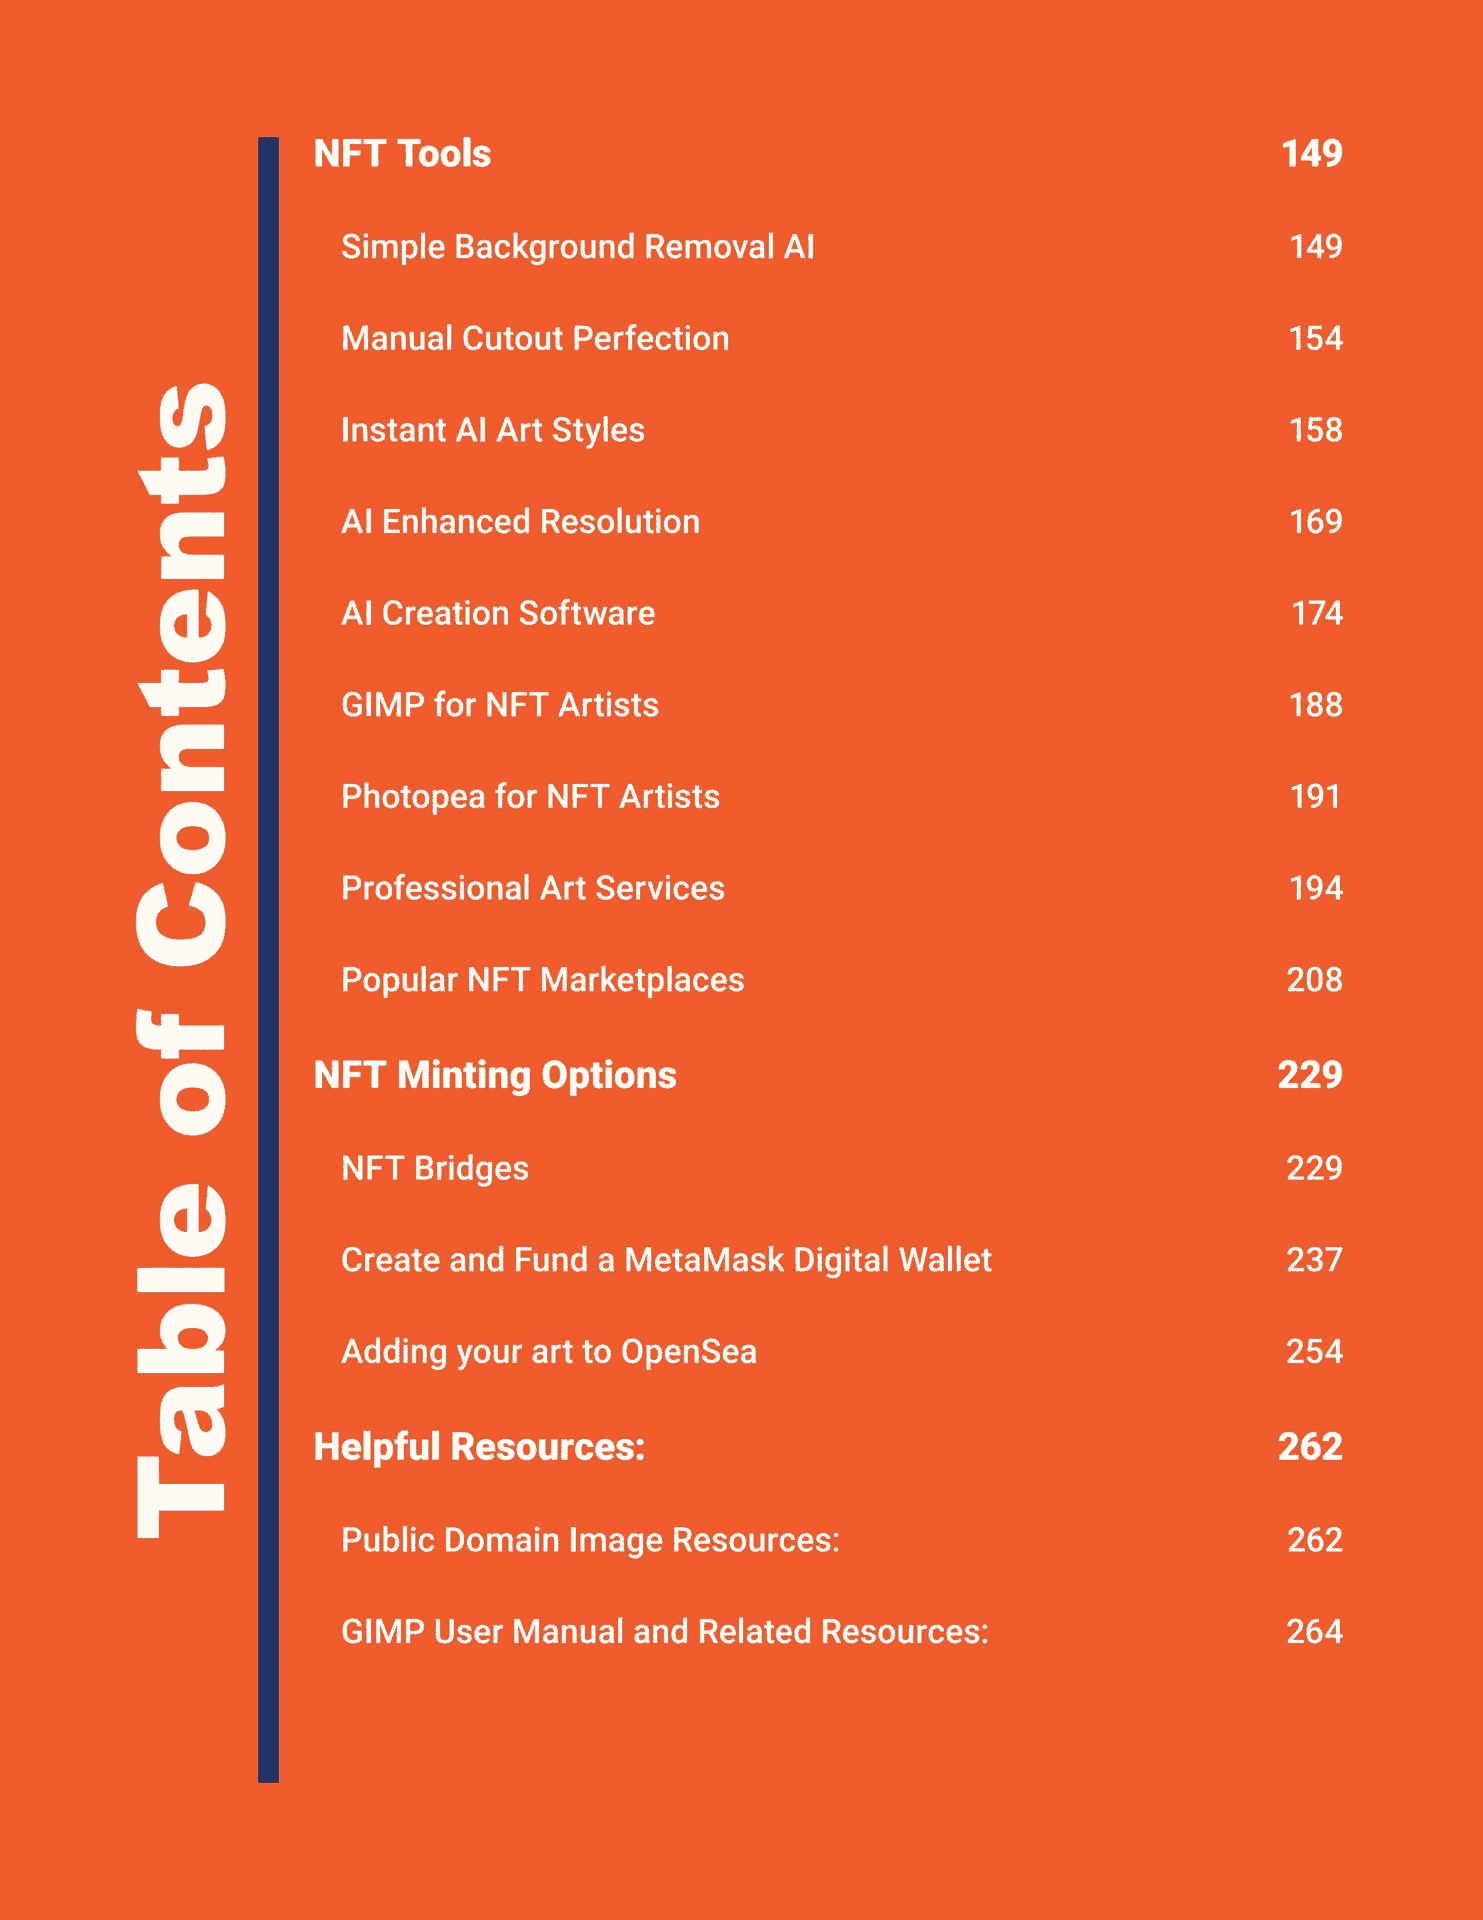 Table of Contents
NFT Tools 149
Simple Background Removal AI 149
Manual Cutout Perfection 154
Instant AI Art Styles 158
AI Enhanced Resolution 169
AI Creation Software 174
GIMP for NFT Artists 188
Photopea for NFT Artists 191
Professional Art Services 194
Popular NFT Marketplaces 208
NFT Minting Options 229
NFT Bridges 229
Create and Fund a MetaMask Digital Wallet 237
Adding your art to OpenSea 254
Helpful Resources: 262
Public Domain Image Resources: 262
GIMP User Manual and Related Resources: 264